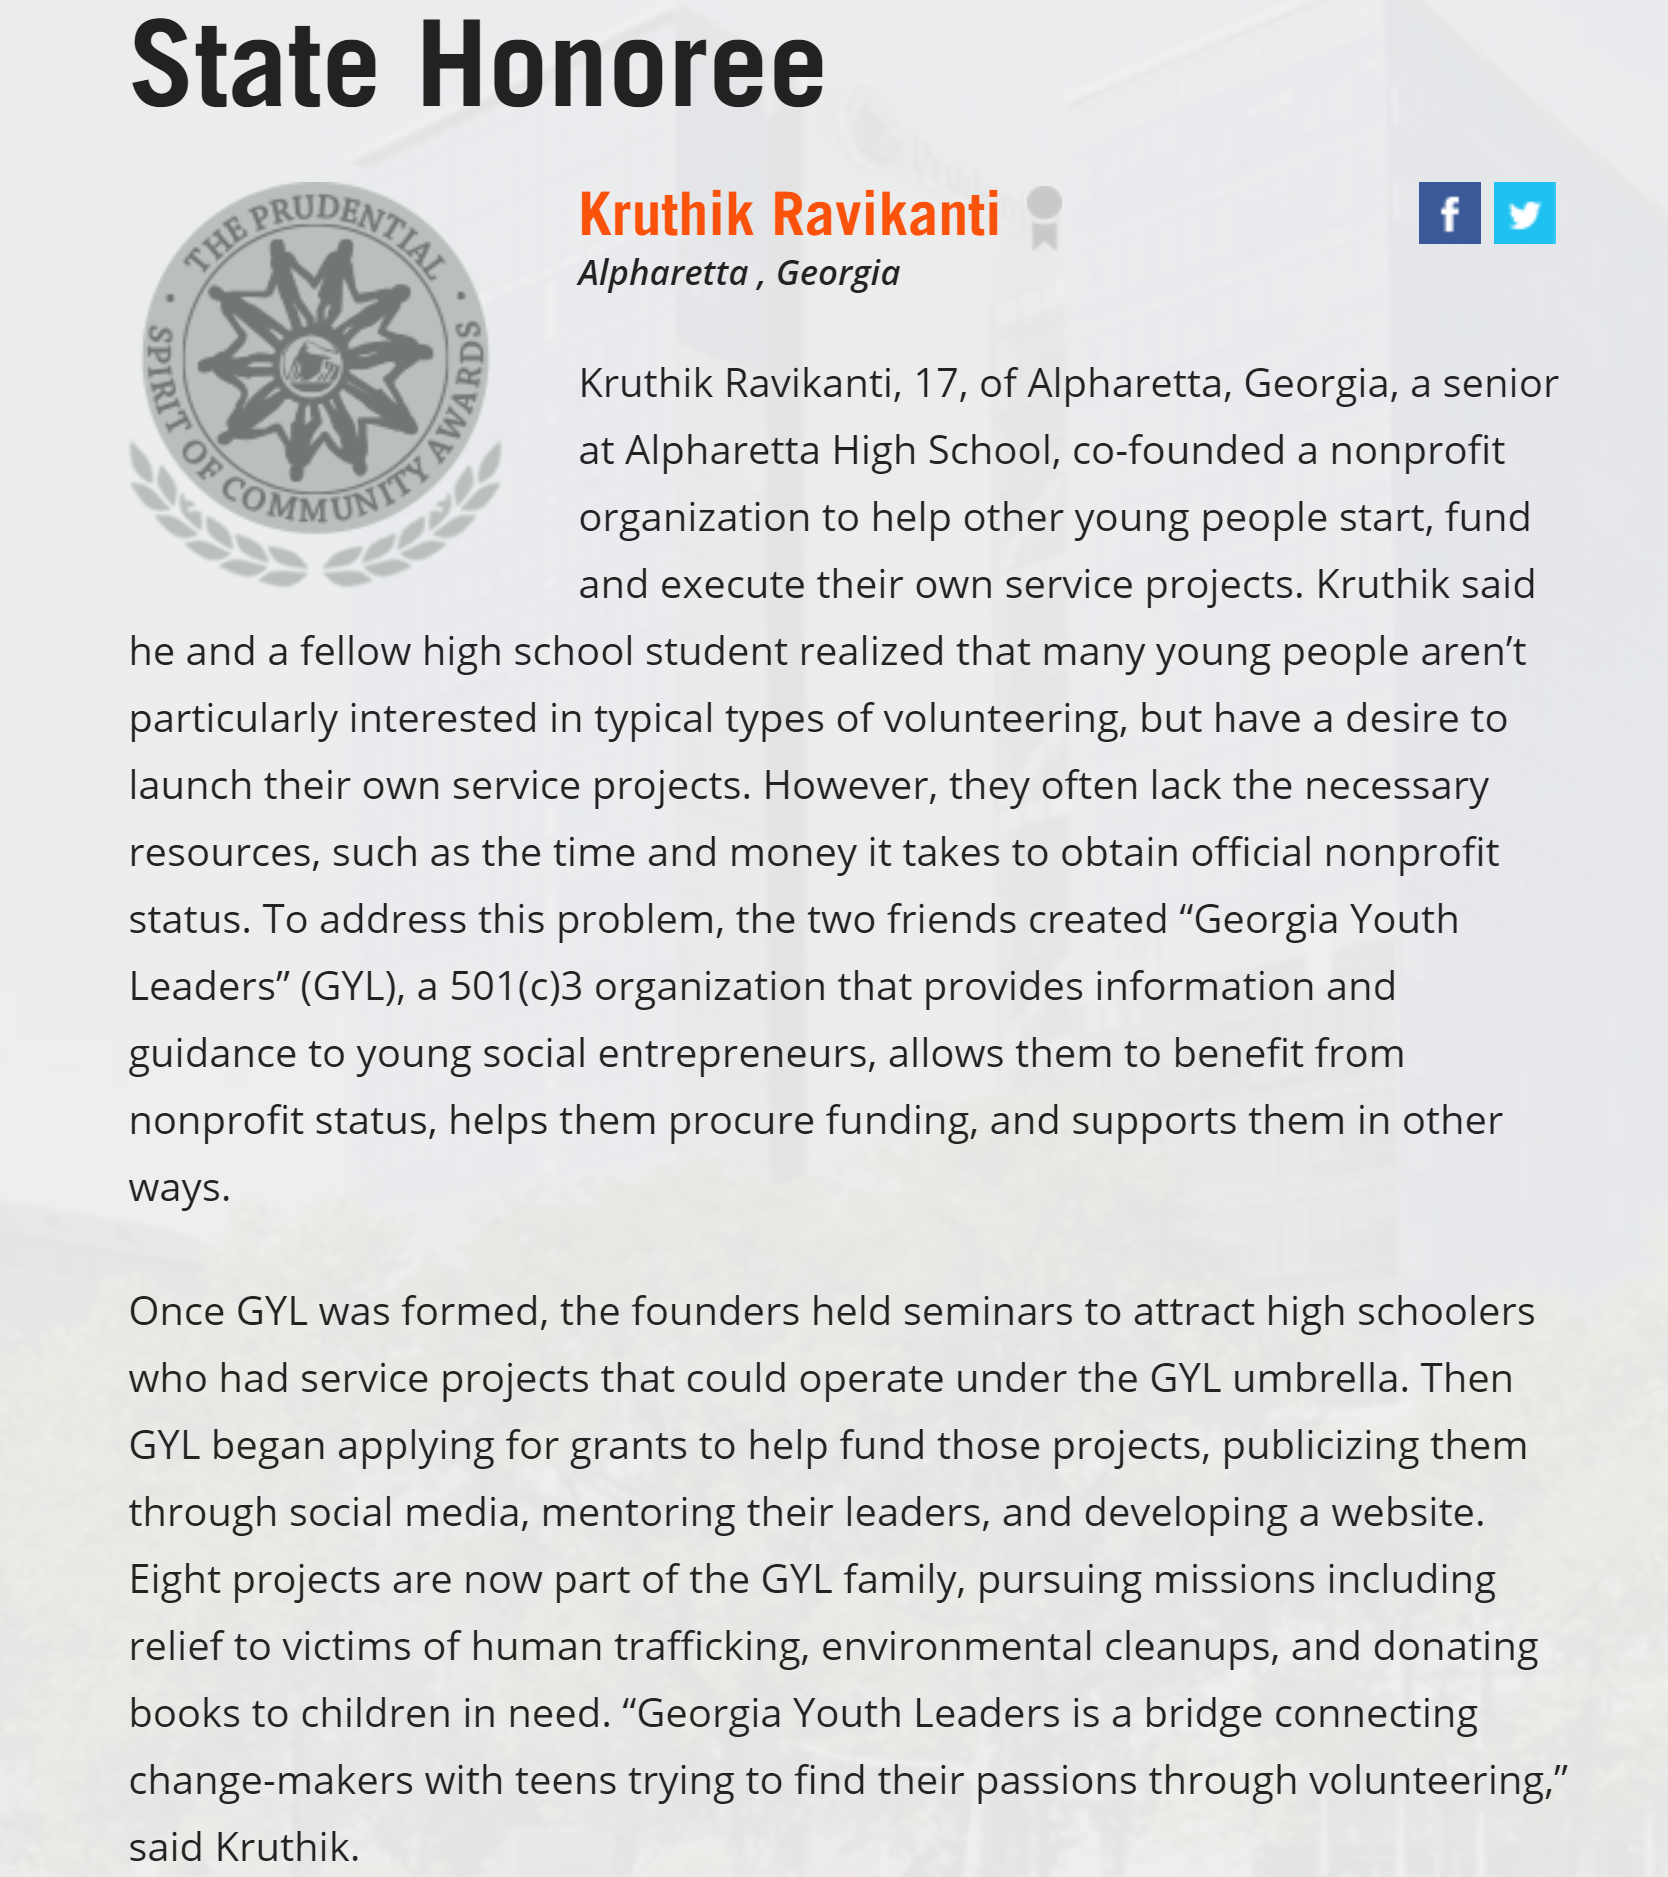 State Honoree
THE PRUDENTIAL
SPIRIT OF COMMUNITY AWARDS
Kruthik Ravikanti
Alpharetta , Georgia
Kruthik Ravikanti, 17, of Alpharetta, Georgia, a senior
at Alpharetta High School, co-founded a nonprofit
organization to help other young people start, fund
and execute their own service projects. Kruthik said
he and a fellow high school student realized that many young people aren’t
particularly interested in typical types of volunteering, but have a desire to
launch their own service projects. However, they often lack the necessary
resources, such as the time and money it takes to obtain official nonprofit
status. To address this problem, the two friends created “Georgia Youth
Leaders” (GYL), a 501(c)3 organization that provides information and
guidance to young social entrepreneurs, allows them to benefit from
nonprofit status, helps them procure funding, and supports them in other
ways.
Once GYL was formed, the founders held seminars to attract high schoolers
who had service projects that could operate under the GYL umbrella. Then
GYL began applying for grants to help fund those projects, publicizing them
through social media, mentoring their leaders, and developing a website.
Eight projects are now part of the GYL family, pursuing missions including
relief to victims of human trafficking, environmental cleanups, and donating
books to children in need. “Georgia Youth Leaders is a bridge connecting
change-makers with teens trying to find their passions through volunteering,”
said Kruthik.